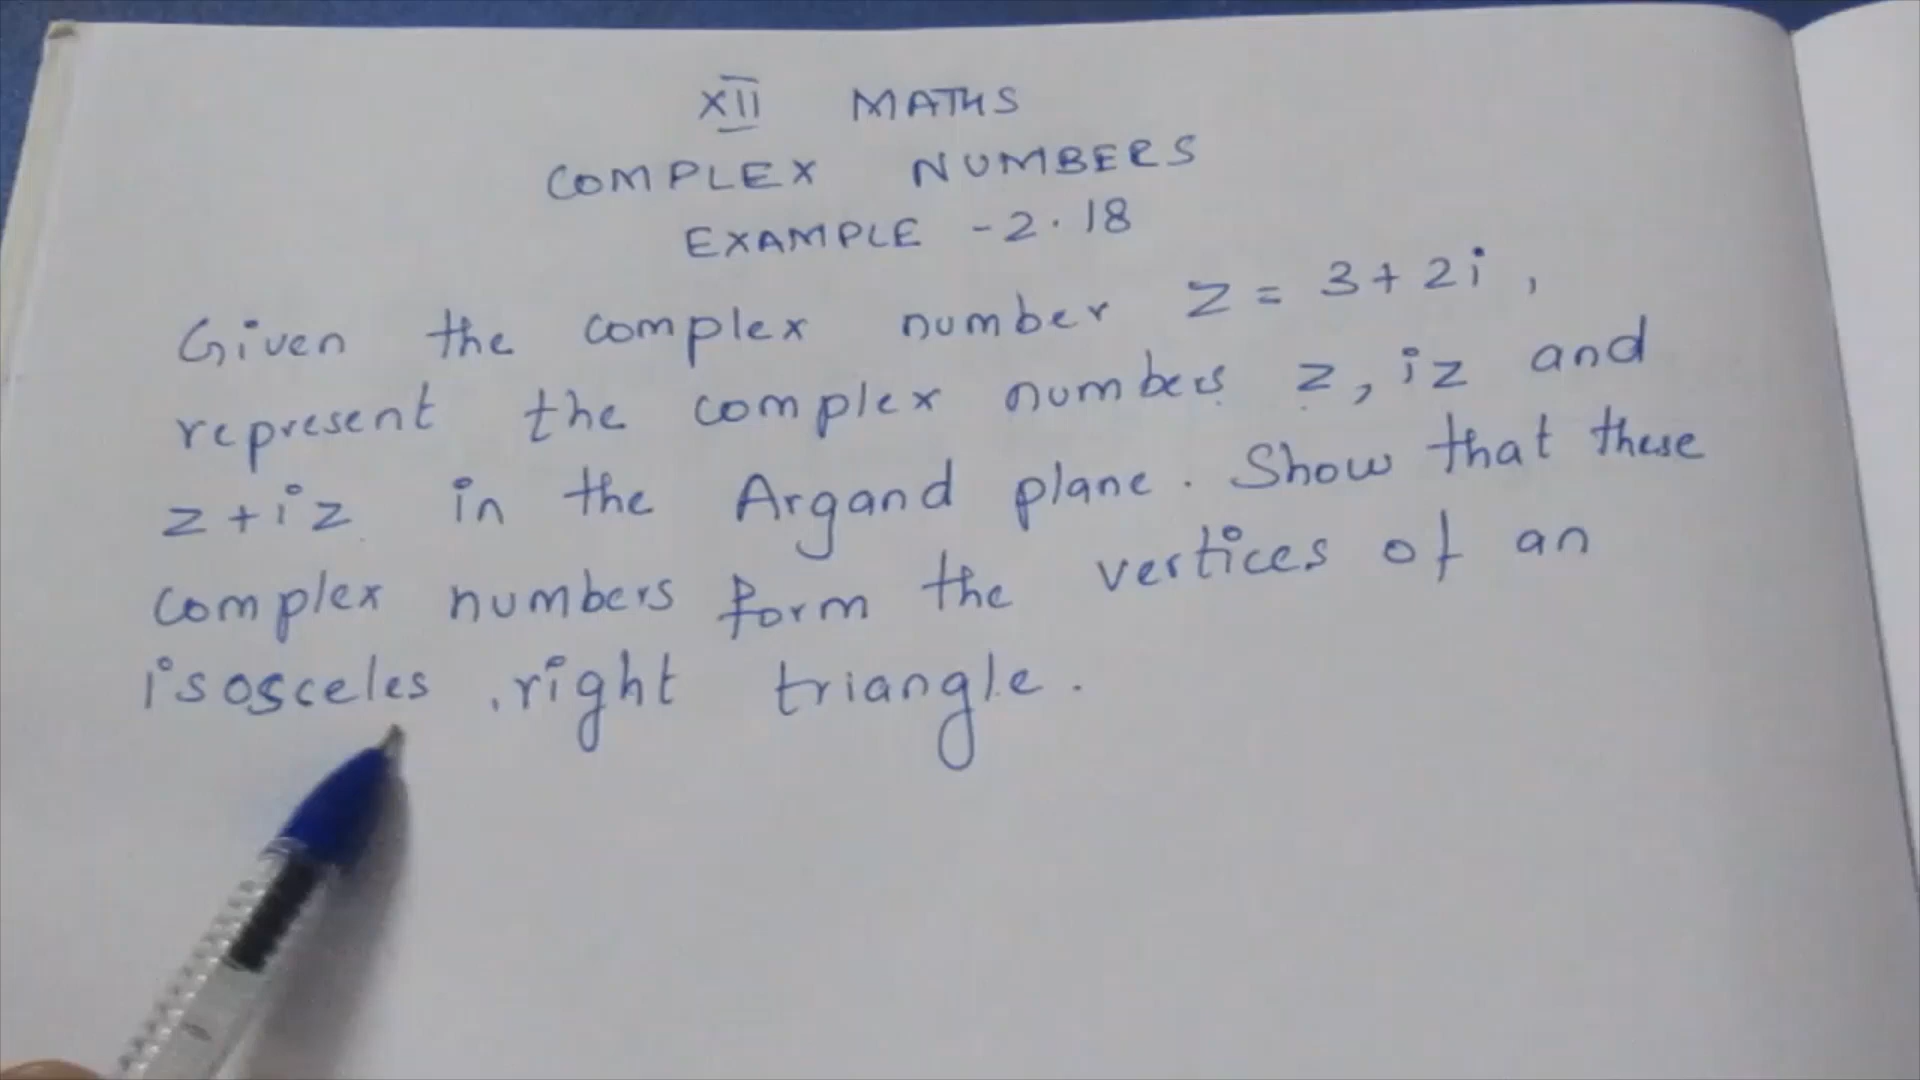 XII MATHS
COMPLEX NUMBERS
EXAMPLE - 2.18
Given the complex number z = 3+2i,
represent the complex numbers z, iz and
z+iz in the Argand plane. Show that these
complex numbers form the vertices of an
isosceles right triangle.